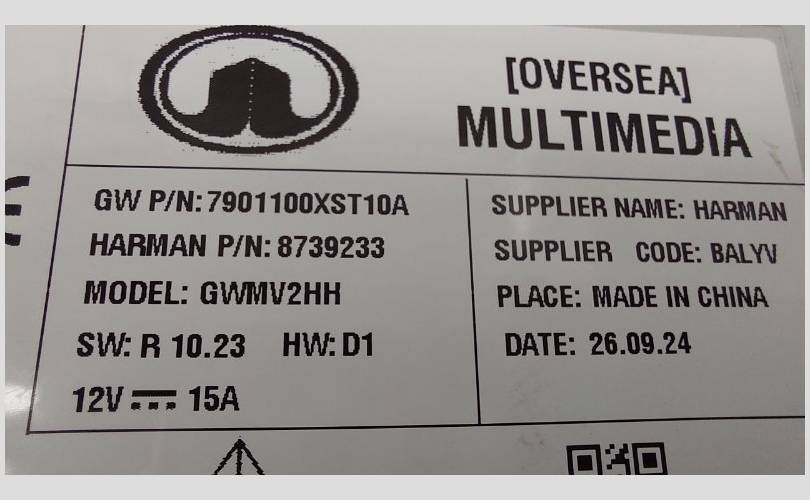 [OVERSEA]
MULTIMEDIA
GW P/N: 7901100XST10A
HARMAN P/N: 8739233
MODEL: GWMV2HH
SW: R 10.23 HW: D1
12V 15A
SUPPLIER NAME: HARMAN
SUPPLIER CODE: BALYV
PLACE: MADE IN CHINA
DATE: 26.09.24